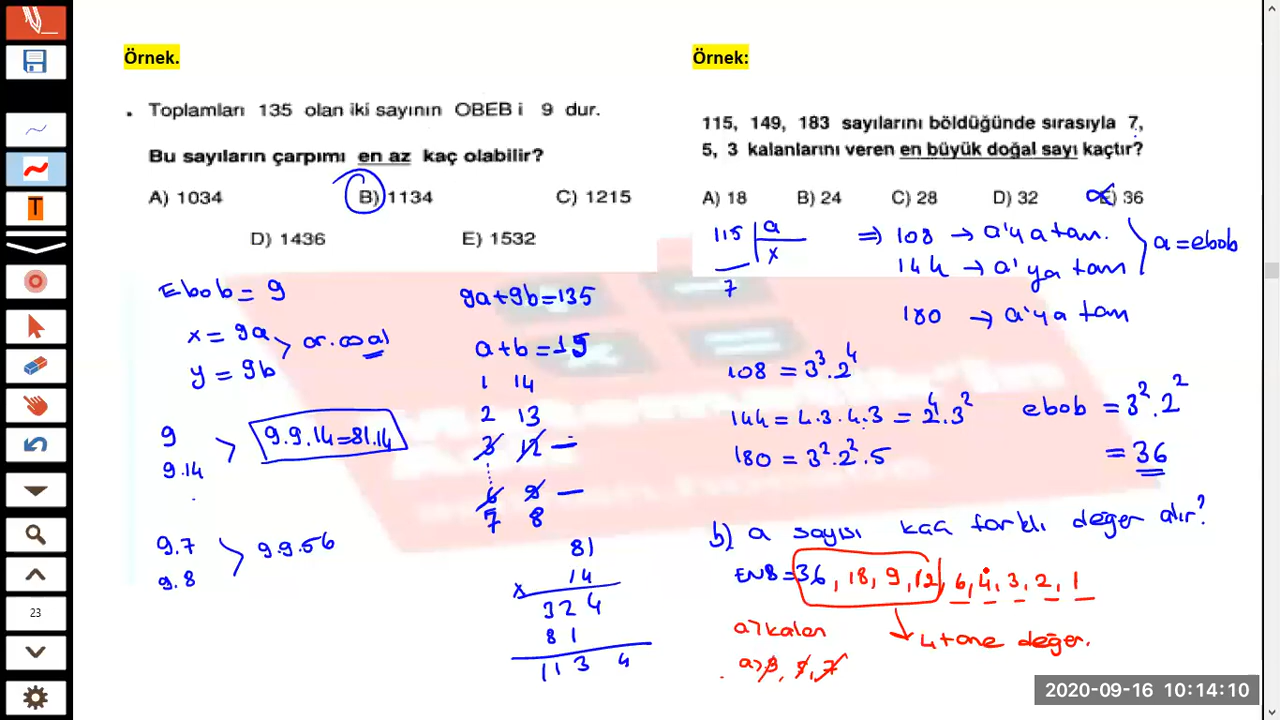 Örnek.
. Toplamları 135 olan iki sayının OBEB i 9 dur.
Bu sayıların çarpımı en az kaç olabilir?
A) 1034 B) 1134 C) 1215
D) 1436 E) 1532
Ebob = 9
x = 9a
y = 9b
ar. asal
9a+9b=135
a+b=15
1 14
2 13
3 12
6 9
7 8
9
9.14
9.9.14=81.14
9.7
9.8
9.9.56
81
x 14
324
81
1134
Örnek:
115, 149, 183 sayılarını böldüğünde sırasıyla 7,
5, 3 kalanlarını veren en büyük doğal sayı kaçtır?
A) 18 B) 24 C) 28 D) 32 E) 36
115 a
x
7
⇒ 108 → a'ya tam.
144 → a'ya tam
180 → a'ya tam
a=ebob
108 = 3³.2⁴
144 = 4.3.4.3 = 2⁴.3²
180 = 3².2².5
ebob = 3².2²
= 36
b) a sayısı kaç farklı değer alır?
ENB=36, 18, 9, 12, 6, 4, 3, 2, 1
a>kalan
4 tane değer.
a>3, 5, 7
23
T
2020-09-16 10:14:10